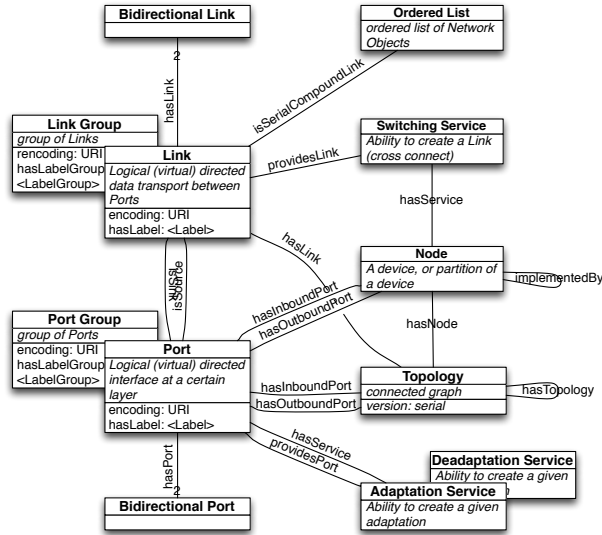 Bidirectional Link
2
hasLink
Ordered List
ordered list of Network
Objects
isSerialCompoundLink
Link Group
group of Links
rencoding: URI
hasLabelGroup
<LabelGroup>
Link
Logical (virtual) directed
data transport between
Ports
encoding: URI
hasLabel: <Label>
providesLink
Switching Service
Ability to create a Link
(cross connect)
hasService
hasLink
Node
A device, or partition of
a device
implementedBy
isSink
isSource
hasInboundPort
hasOutboundPort
hasNode
Port Group
group of Ports
encoding: URI
hasLabelGroup
<LabelGroup>
Port
Logical (virtual) directed
interface at a certain
layer
encoding: URI
hasLabel: <Label>
hasInboundPort
hasOutboundPort
Topology
connected graph
version: serial
hasTopology
hasService
providesPort
hasPort
2
Bidirectional Port
Deadaptation Service
Ability to create a given
Adaptation Service
Ability to create a given
adaptation